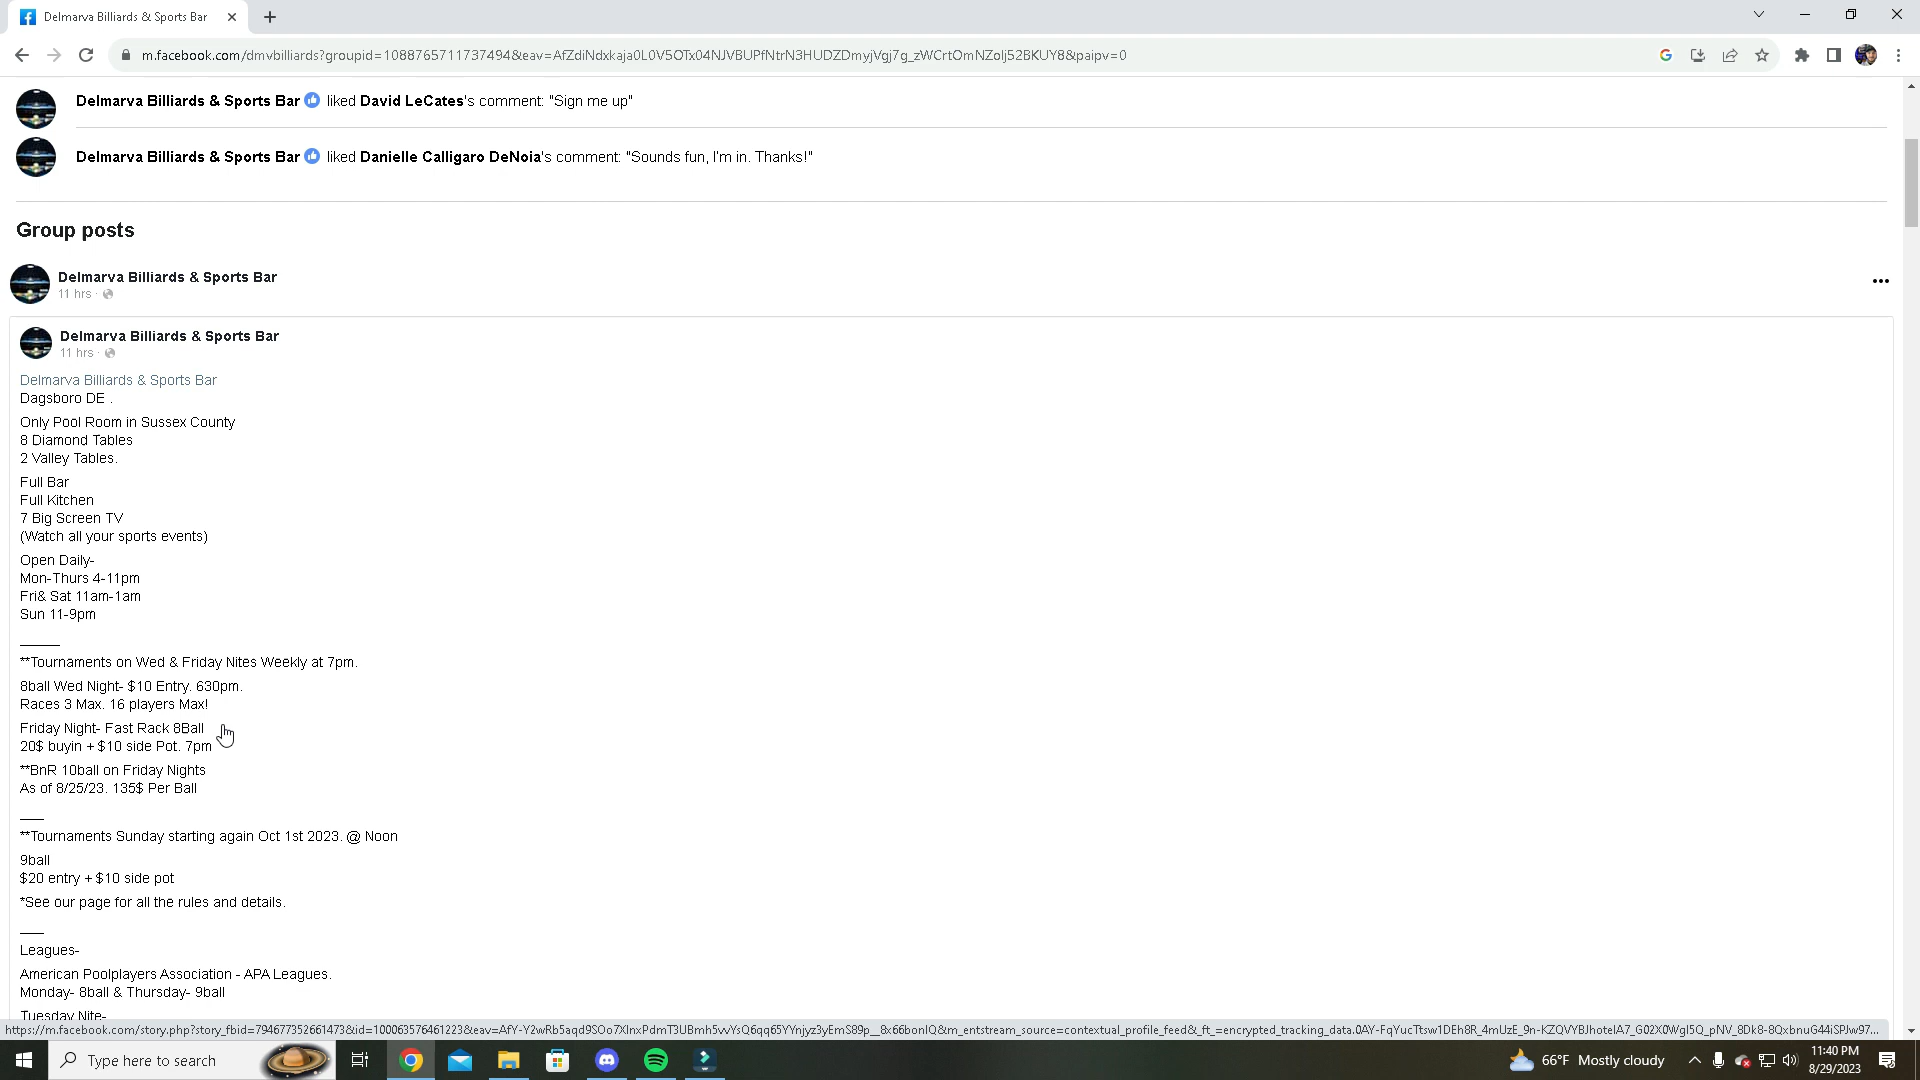 Delmarva Billiards & Sports Bar
m.facebook.com/dmvbilliards?groupid=1088765711737494&eav=AfZdiNdxkaja0L0V5OTx04NJVBUPfNtrN3HUDZDmyjVgj7g_zWCrtOmNZolj52BKUY8&paipv=0
Delmarva Billiards & Sports Bar liked David LeCates's comment: "Sign me up"
Delmarva Billiards & Sports Bar liked Danielle Calligaro DeNoia's comment: "Sounds fun, I'm in. Thanks!"
Group posts
Delmarva Billiards & Sports Bar
11 hrs ·
Delmarva Billiards & Sports Bar
11 hrs ·
Delmarva Billiards & Sports Bar
Dagsboro DE .
Only Pool Room in Sussex County
8 Diamond Tables
2 Valley Tables.
Full Bar
Full Kitchen
7 Big Screen TV
(Watch all your sports events)
Open Daily-
Mon-Thurs 4-11pm
Fri& Sat 11am-1am
Sun 11-9pm
_____
**Tournaments on Wed & Friday Nites Weekly at 7pm.
8ball Wed Night- $10 Entry. 630pm.
Races 3 Max. 16 players Max!
Friday Night- Fast Rack 8Ball
20$ buyin + $10 side Pot. 7pm
**BnR 10ball on Friday Nights
As of 8/25/23. 135$ Per Ball
___
**Tournaments Sunday starting again Oct 1st 2023. @ Noon
9ball
$20 entry + $10 side pot
*See our page for all the rules and details.
___
Leagues-
American Poolplayers Association - APA Leagues.
Monday- 8ball & Thursday- 9ball
Tuesday Nite-
Type here to search
66°F Mostly cloudy
11:40 PM
8/29/2023